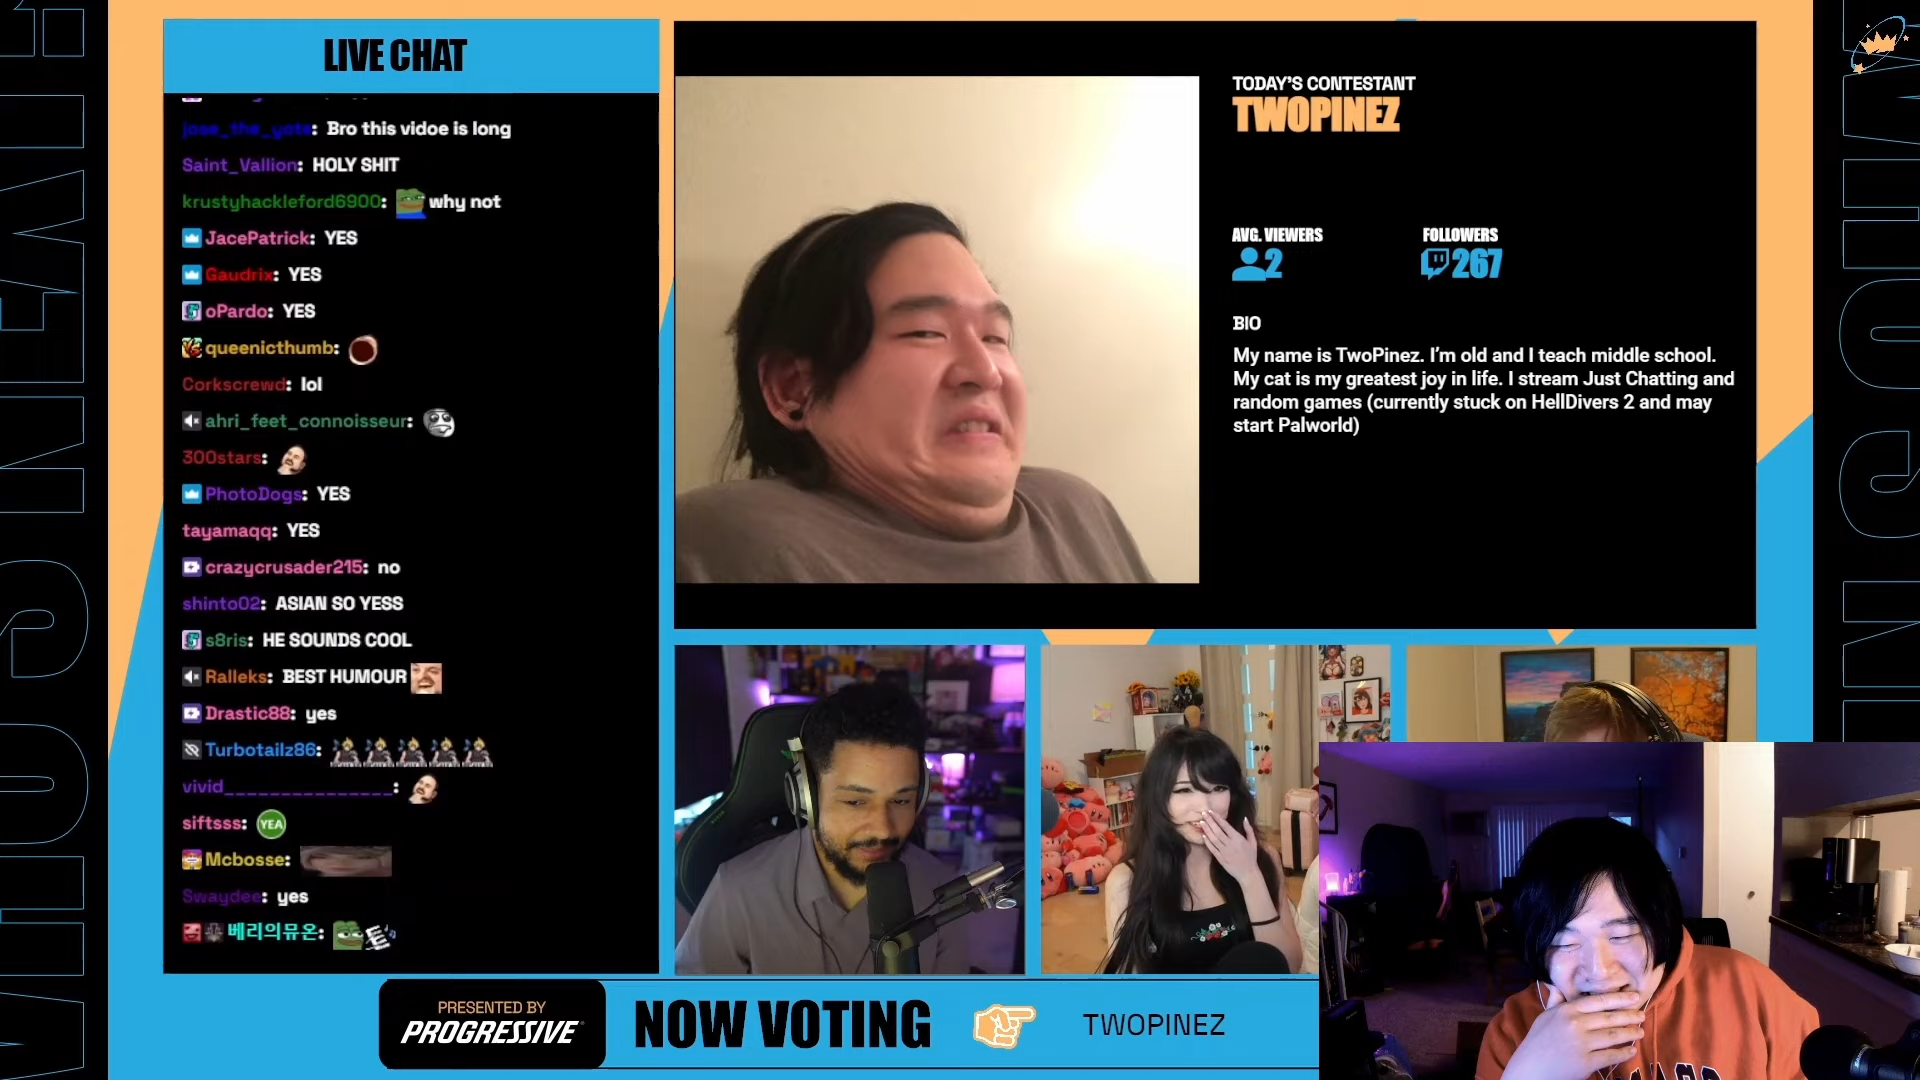 LIVE CHAT
jose_the_yote: Bro this vidoe is long
Saint_Vallion: HOLY SHIT
krustyhackleford6900: why not
JacePatrick: YES
Gaudrix: YES
oPardo: YES
queenicthumb:
Corkscrewd: lol
ahri_feet_connoisseur:
300stars:
PhotoDogs: YES
tayamaqq: YES
crazycrusader215: no
shinto02: ASIAN SO YESS
s8ris: HE SOUNDS COOL
Ralleks: BEST HUMOUR
Drastic88: yes
Turbotailz86:
vivid_______________:
siftsss: YEA
Mcbosse:
Swaydee: yes
베리의뮤온:
TODAY'S CONTESTANT
TWOPINEZ
AVG. VIEWERS
2
FOLLOWERS
267
BIO
My name is TwoPinez. I'm old and I teach middle school.
My cat is my greatest joy in life. I stream Just Chatting and
random games (currently stuck on HellDivers 2 and may
start Palworld)
PRESENTED BY
PROGRESSIVE
NOW VOTING
TWOPINEZ